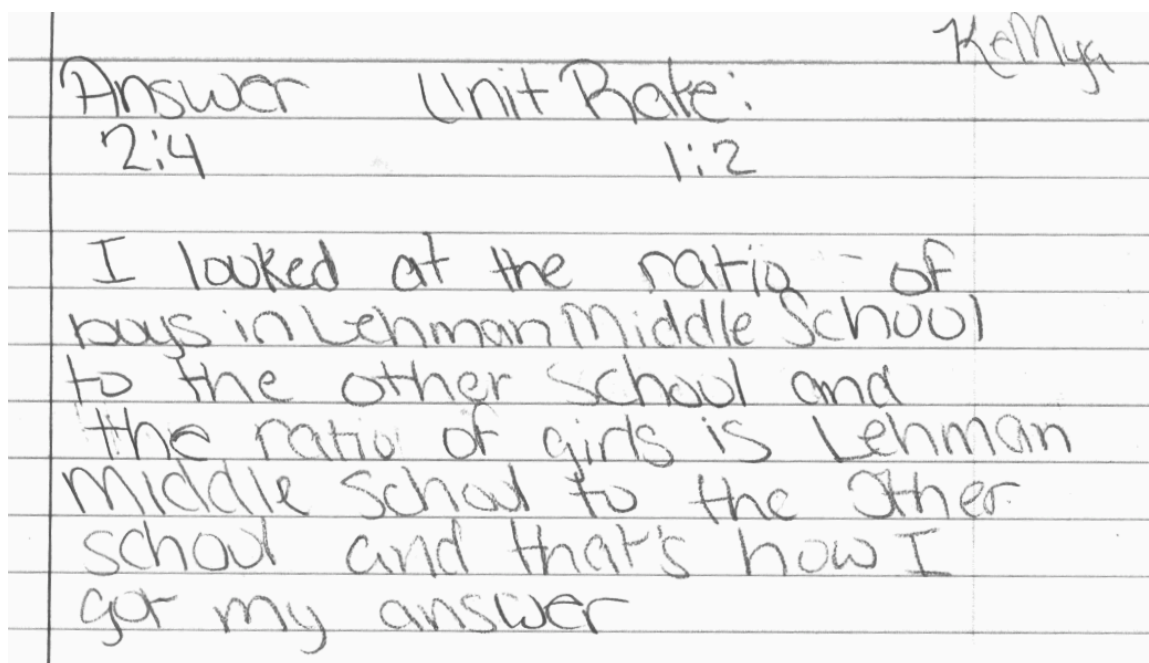 KeMya
Answer Unit Rate:
2:4 1:2
I looked at the ratio of
boys in Lehman Middle School
to the other school and
the ratio of girls is Lehman
Middle School to the other
school and that's how I
got my answer